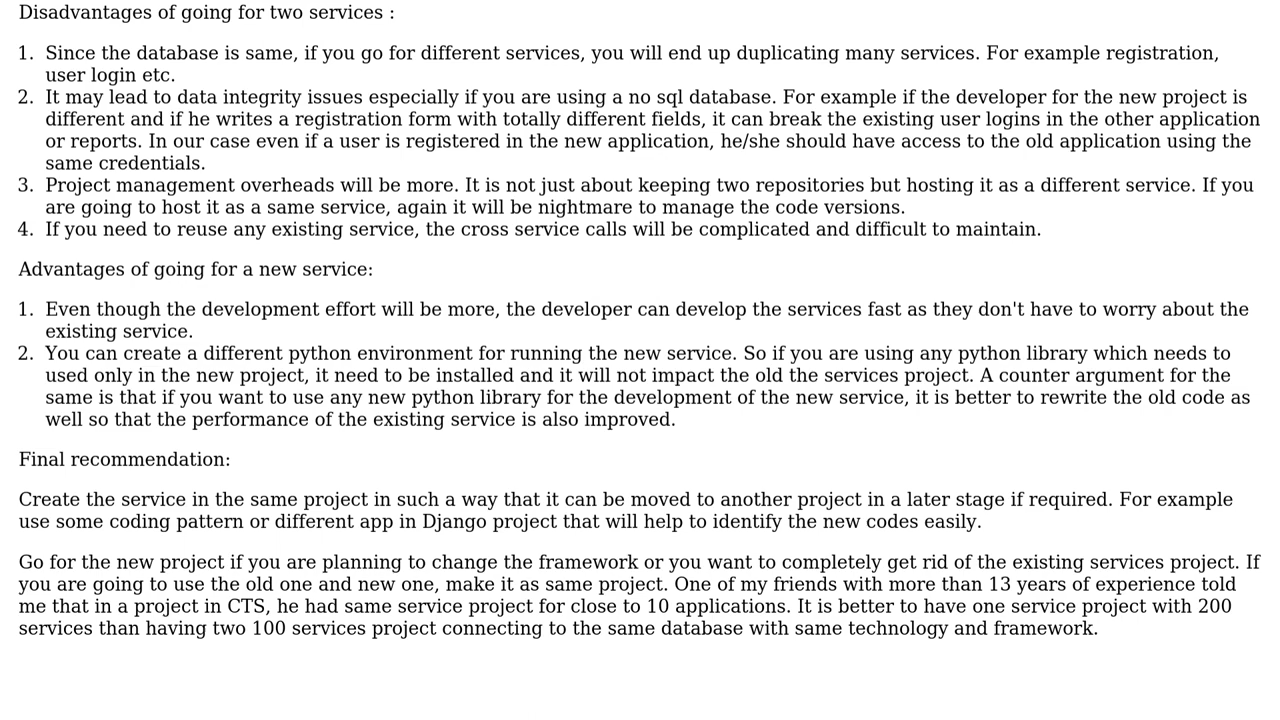 Disadvantages of going for two services :
1. Since the database is same, if you go for different services, you will end up duplicating many services. For example registration,
user login etc.
2. It may lead to data integrity issues especially if you are using a no sql database. For example if the developer for the new project is
different and if he writes a registration form with totally different fields, it can break the existing user logins in the other application
or reports. In our case even if a user is registered in the new application, he/she should have access to the old application using the
same credentials.
3. Project management overheads will be more. It is not just about keeping two repositories but hosting it as a different service. If you
are going to host it as a same service, again it will be nightmare to manage the code versions.
4. If you need to reuse any existing service, the cross service calls will be complicated and difficult to maintain.
Advantages of going for a new service:
1. Even though the development effort will be more, the developer can develop the services fast as they don't have to worry about the
existing service.
2. You can create a different python environment for running the new service. So if you are using any python library which needs to
used only in the new project, it need to be installed and it will not impact the old the services project. A counter argument for the
same is that if you want to use any new python library for the development of the new service, it is better to rewrite the old code as
well so that the performance of the existing service is also improved.
Final recommendation:
Create the service in the same project in such a way that it can be moved to another project in a later stage if required. For example
use some coding pattern or different app in Django project that will help to identify the new codes easily.
Go for the new project if you are planning to change the framework or you want to completely get rid of the existing services project. If
you are going to use the old one and new one, make it as same project. One of my friends with more than 13 years of experience told
me that in a project in CTS, he had same service project for close to 10 applications. It is better to have one service project with 200
services than having two 100 services project connecting to the same database with same technology and framework.